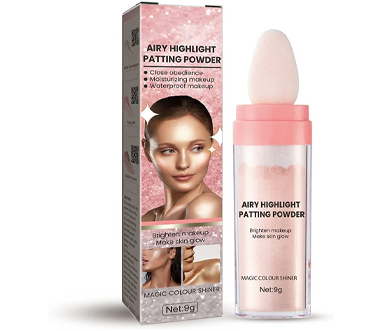 AIRY HIGHLIGHT
PATTING POWDER
● Close obedience
● Moisturizing makeup
● Waterproof makeup
Brighten makeup
Make skin glow
MAGIC COLOUR SHINER
Net:9g
AIRY HIGHLIGHT
PATTING POWDER
Brighten makeup
Make skin glow
MAGIC COLOUR SHINER
Net:9g